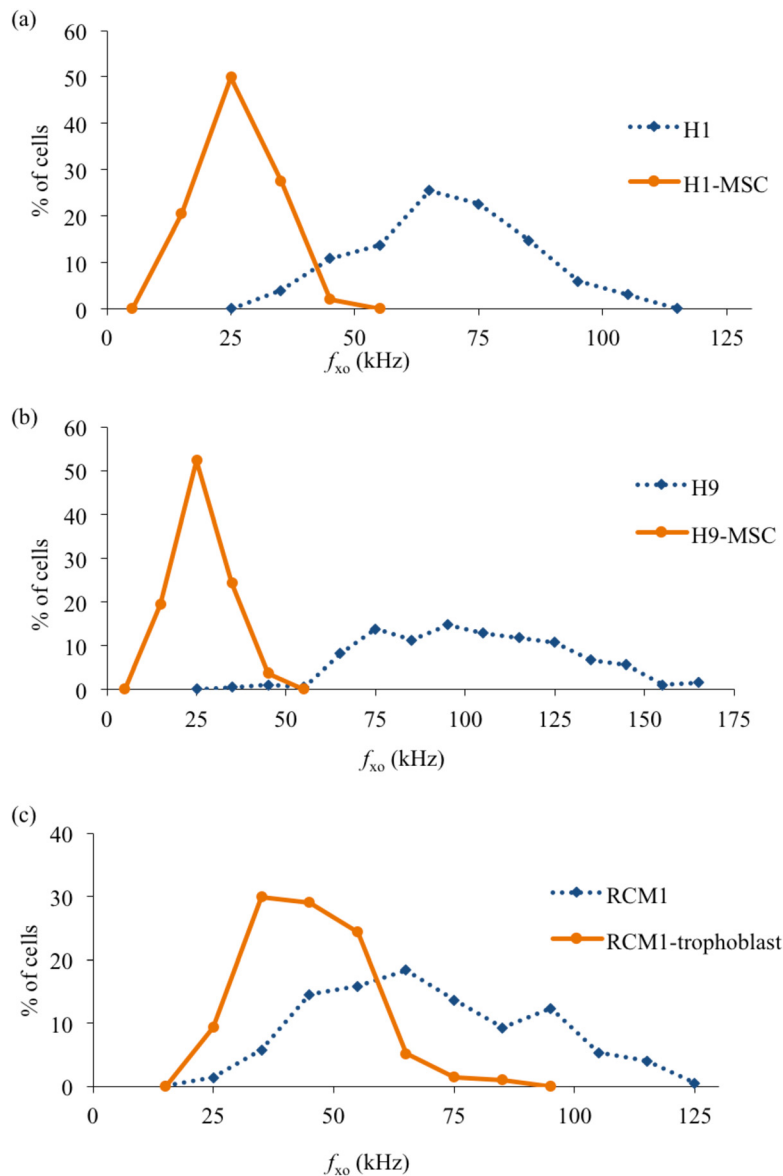 (a)
60
50
40
30
20
10
0
% of cells
H1
H1-MSC
0 25 50 75 100 125
fxo (kHz)
(b)
60
50
40
30
20
10
0
% of cells
H9
H9-MSC
0 25 50 75 100 125 150 175
fxo (kHz)
(c)
40
30
20
10
0
% of cells
RCM1
RCM1-trophoblast
0 25 50 75 100 125
fxo (kHz)